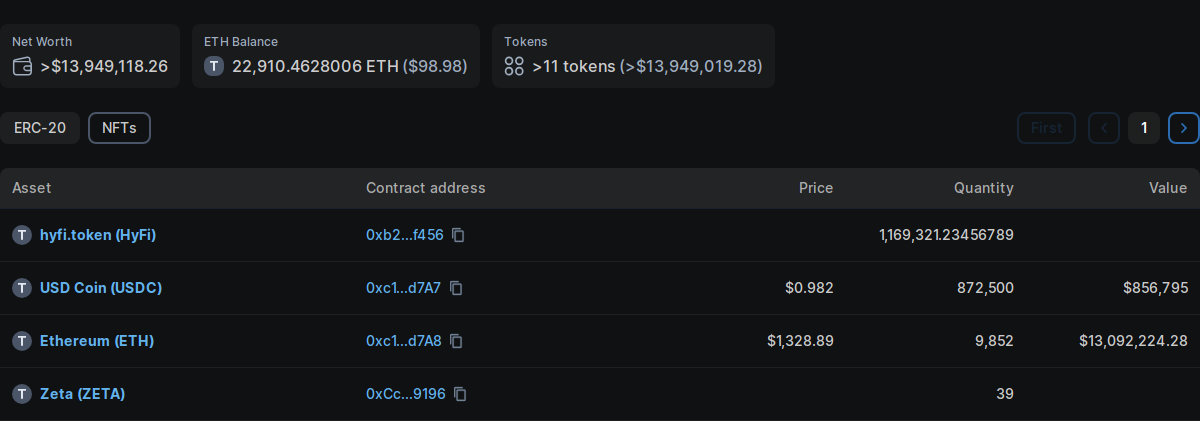 Net Worth
>$13,949,118.26
ETH Balance
T 22,910.4628006 ETH ($98.98)
Tokens
>11 tokens (>$13,949,019.28)
ERC-20 NFTs First 1
Asset Contract address Price Quantity Value
T hyfi.token (HyFi) 0xb2...f456 1,169,321.23456789
T USD Coin (USDC) 0xc1...d7A7 $0.982 872,500 $856,795
T Ethereum (ETH) 0xc1...d7A8 $1,328.89 9,852 $13,092,224.28
T Zeta (ZETA) 0xCc...9196 39